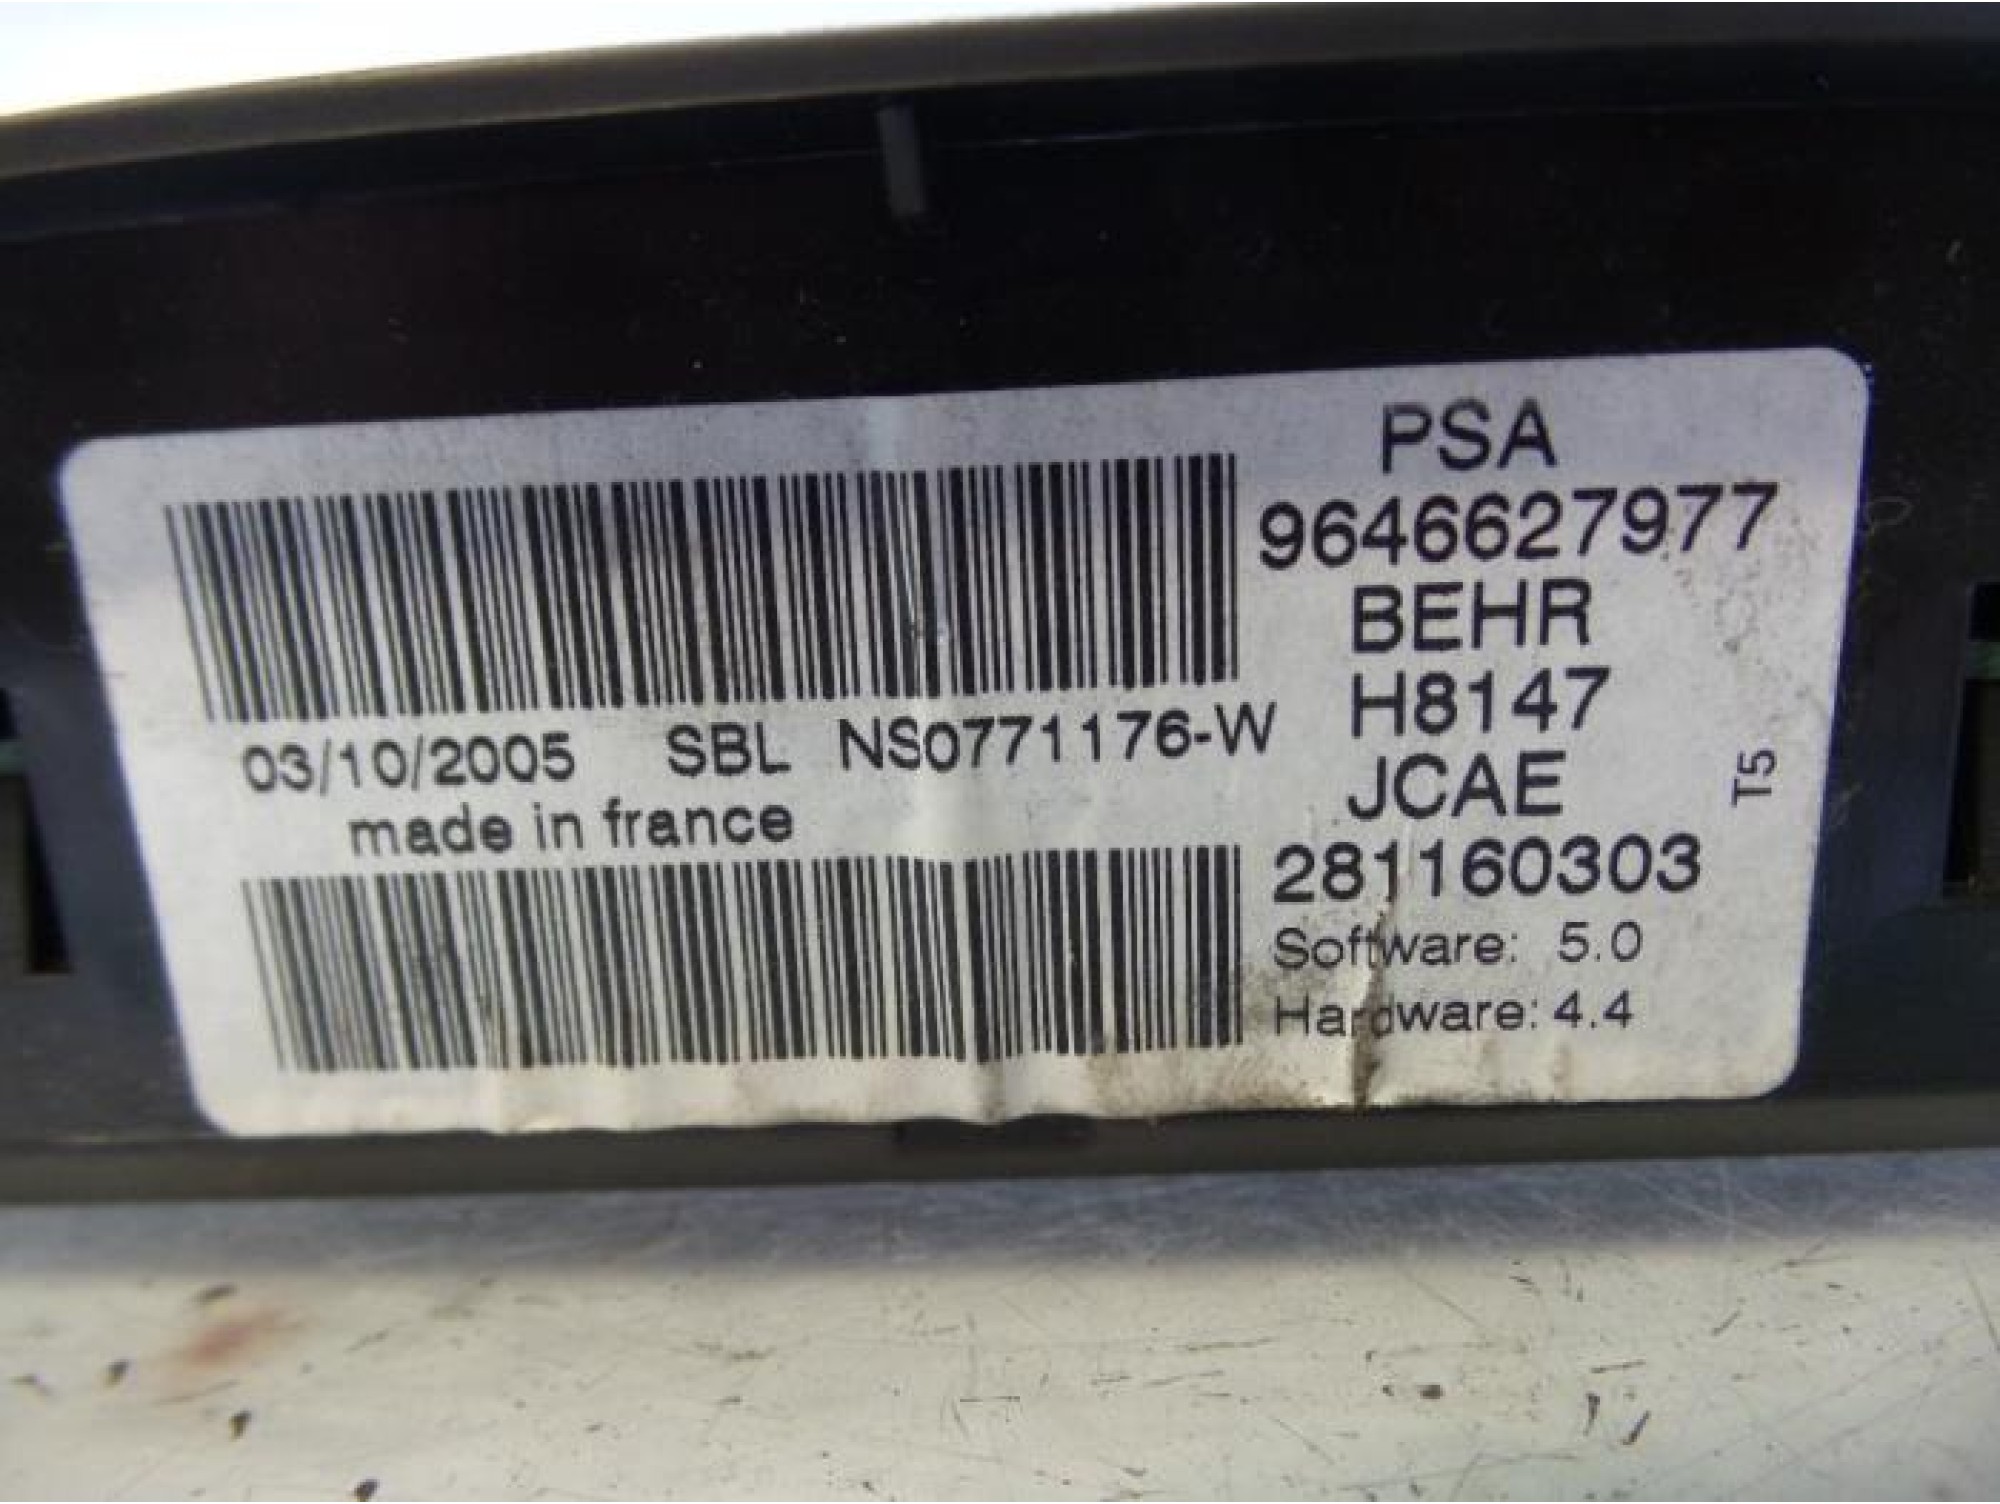 PSA
9646627977
BEHR
H8147
JCAE
281160303
Software: 5.0
Hardware: 4.4
T5
03/10/2005 SBL NS0771176-W
made in france